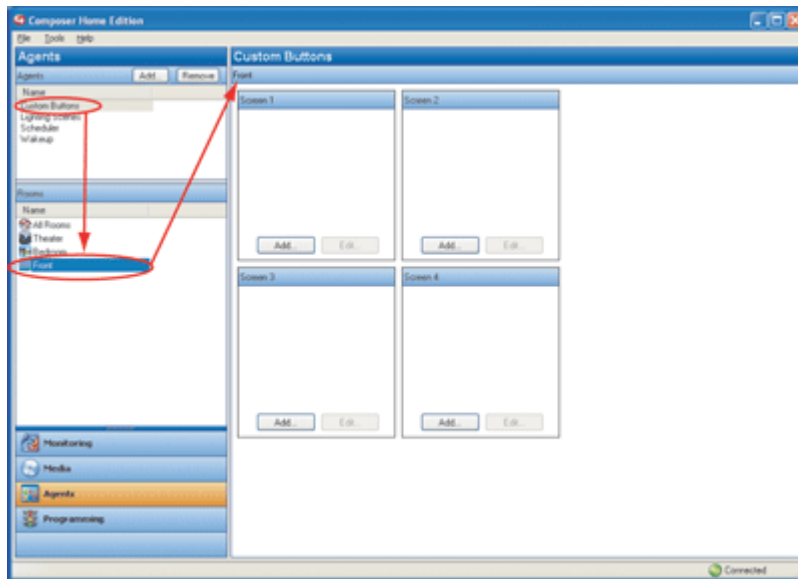 Composer Home Edition
File Tools Help
Agents
Agents Add... Remove
Name
Custom Buttons
Lighting Scenes
Scheduler
Wakeup
Rooms
Name
All Rooms
Theater
Bedroom
Front
Monitoring
Media
Agents
Programming
Custom Buttons
Front
Screen 1
Add... Edit...
Screen 2
Add... Edit...
Screen 3
Add... Edit...
Screen 4
Add... Edit...
Connected